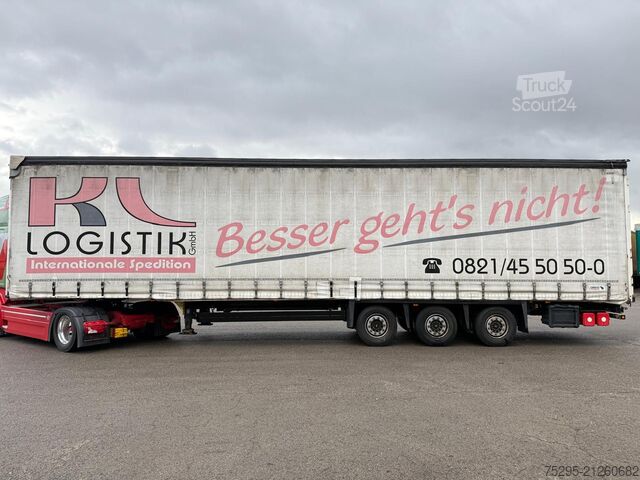 Truck
Scout24
KL
LOGISTIK GmbH
Internationale Spedition
Besser geht's nicht!
0821/45 50 50-0
75295-21260682